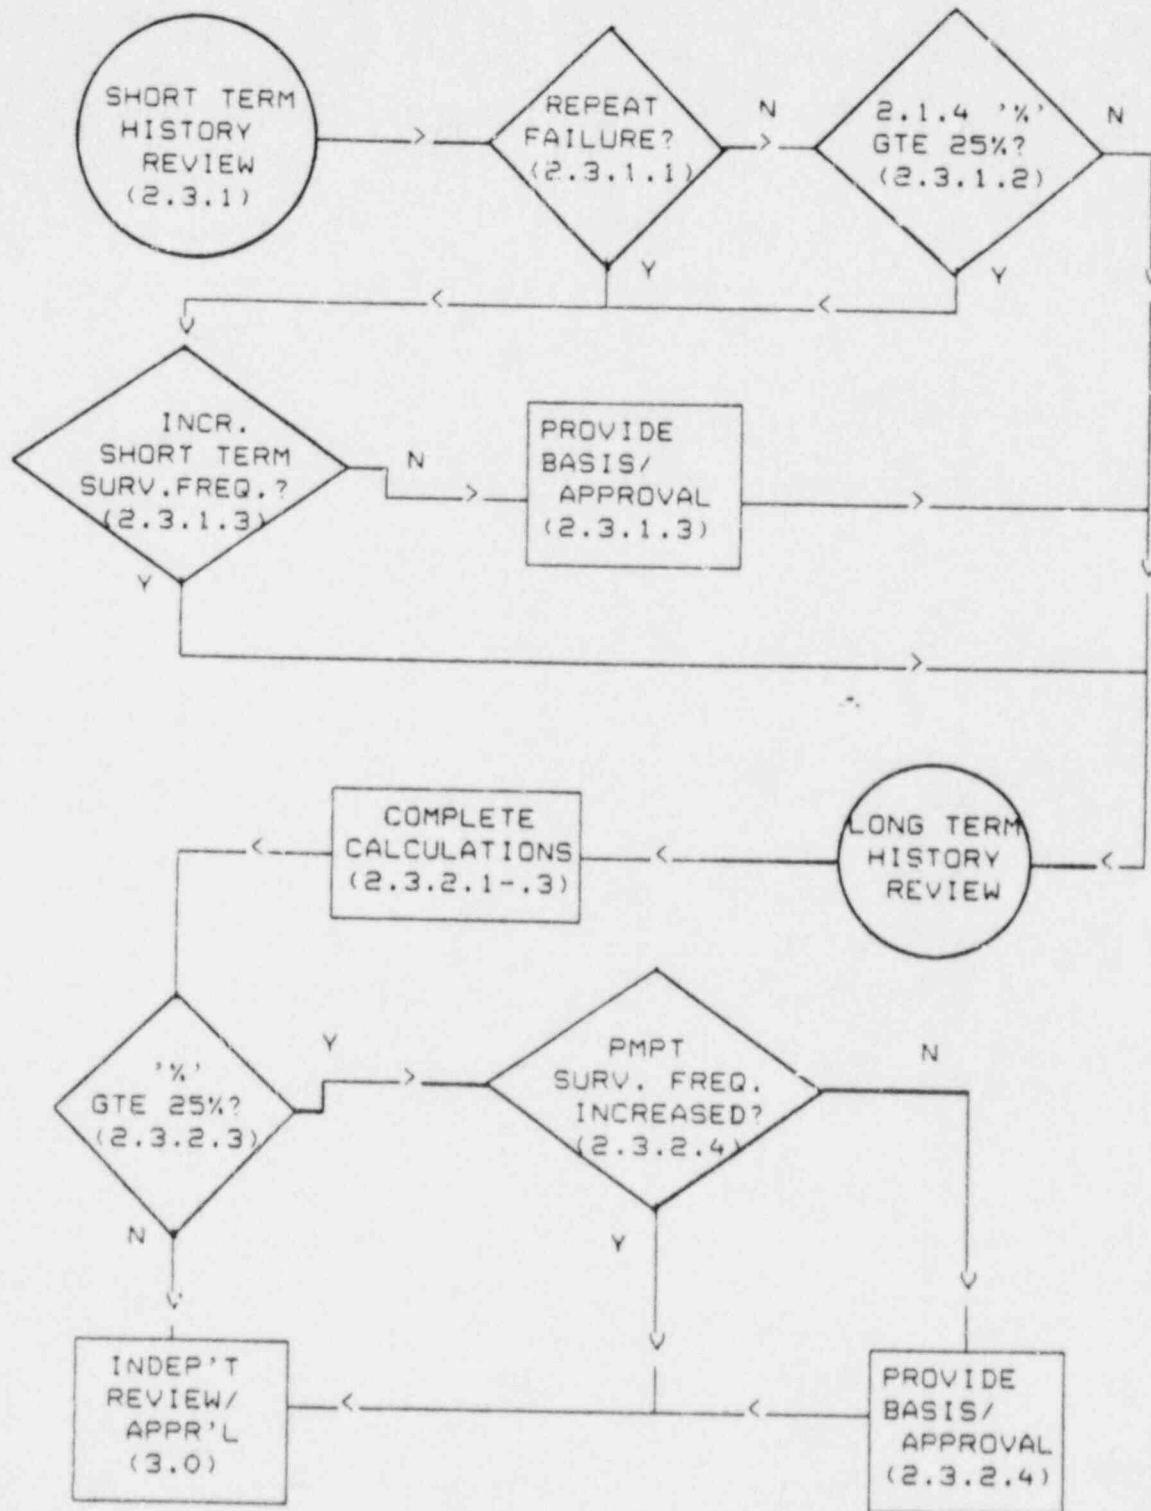 SHORT TERM
HISTORY
REVIEW
(2.3.1)
REPEAT
FAILURE?
(2.3.1.1)
N
Y
2.1.4 '%'
GTE 25%?
(2.3.1.2)
N
Y
INCR.
SHORT TERM
SURV.FREQ.?
(2.3.1.3)
N
Y
PROVIDE
BASIS/
APPROVAL
(2.3.1.3)
LONG TERM
HISTORY
REVIEW
COMPLETE
CALCULATIONS
(2.3.2.1-.3)
'%'
GTE 25%?
(2.3.2.3)
Y
N
PMPT
SURV. FREQ.
INCREASED?
(2.3.2.4)
N
Y
PROVIDE
BASIS/
APPROVAL
(2.3.2.4)
INDEP'T
REVIEW/
APPR'L
(3.0)